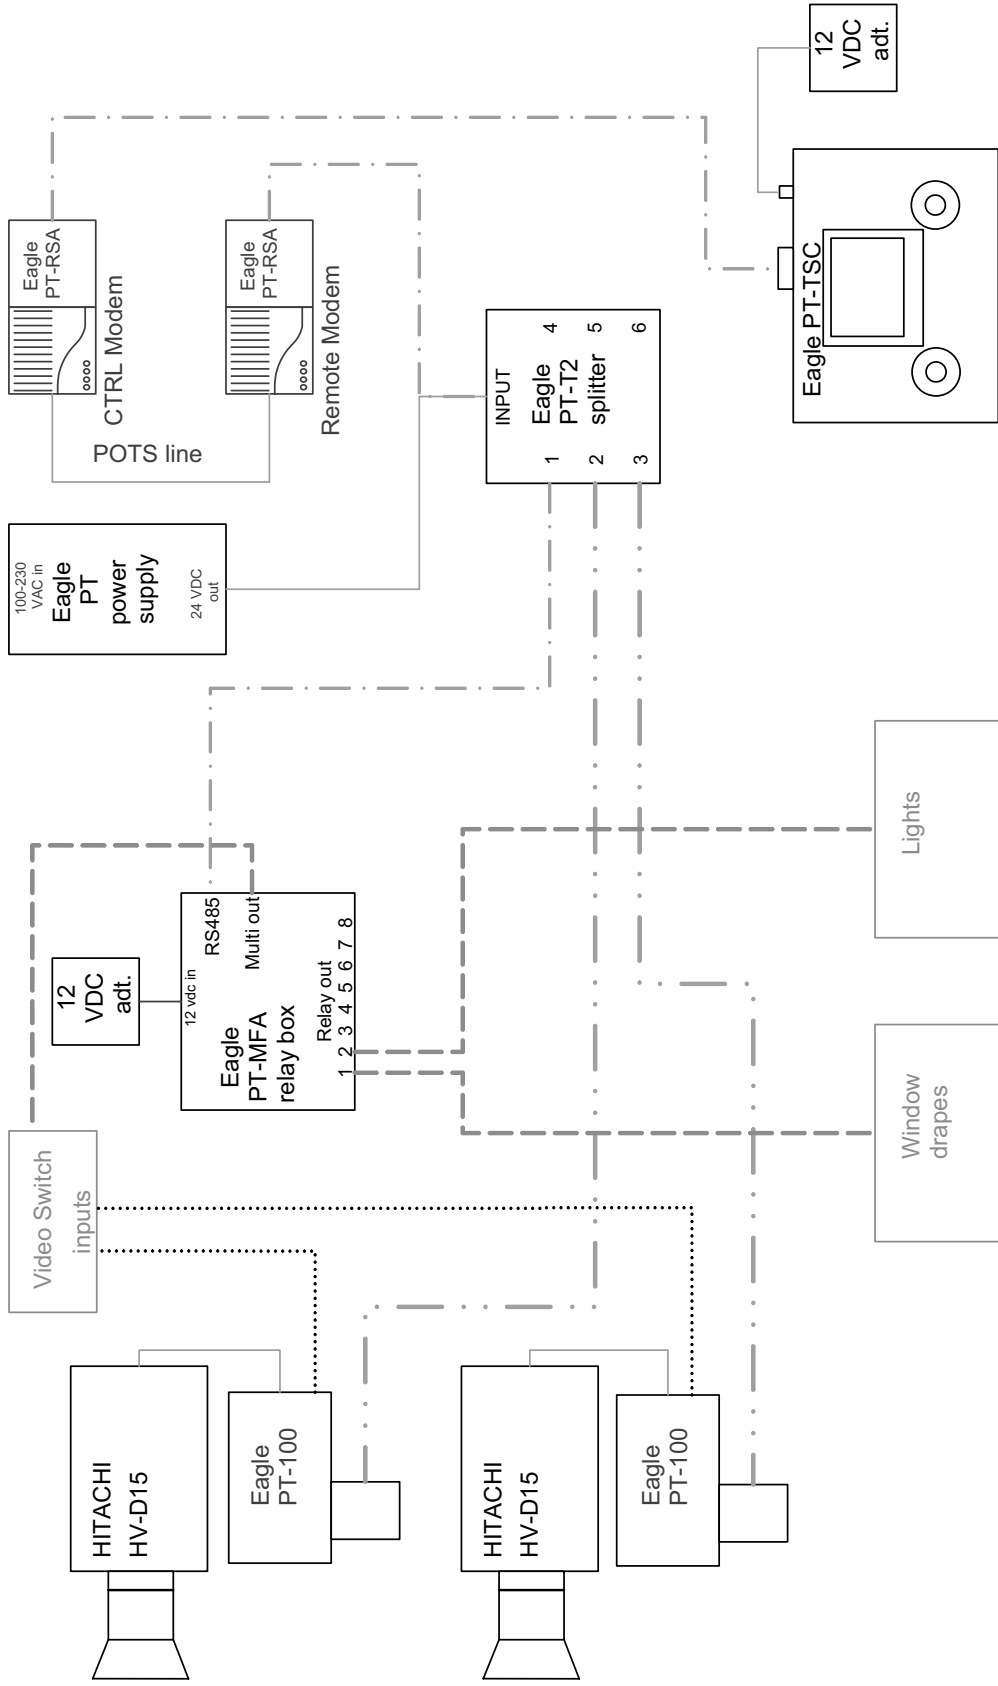 HITACHI
HV-D15
Eagle
PT-100
HITACHI
HV-D15
Eagle
PT-100
Video Switch
inputs
12
VDC
adt.
12 vdc in
Eagle
PT-MFA
relay box
RS485
Multi out
Relay out
1 2 3 4 5 6 7 8
Window
drapes
Lights
100-230
VAC in
Eagle
PT
power
supply
24 VDC
out
POTS line
CTRL Modem
Eagle
PT-RSA
Remote Modem
Eagle
PT-RSA
INPUT
Eagle
PT-T2
splitter
1 4
2 5
3 6
Eagle PT-TSC
12
VDC
adt.